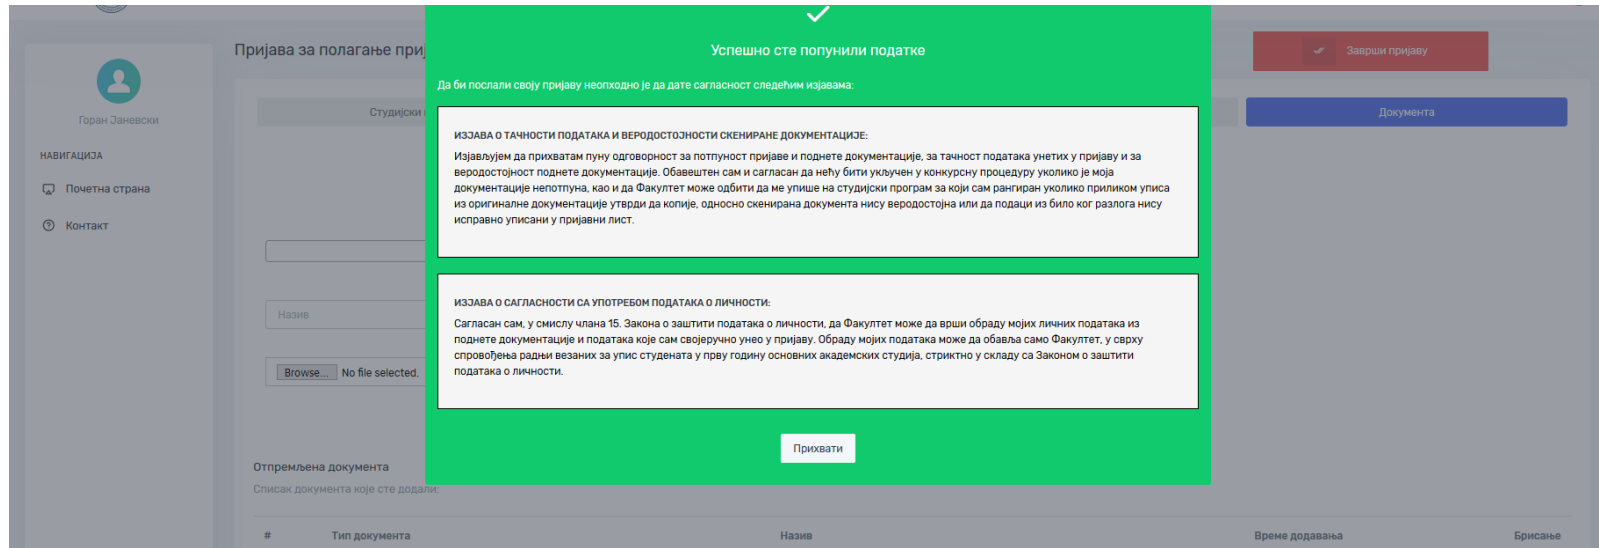 Успешно сте попунили податке
Пријава за полагање приј
Заврши пријаву
Да би послали своју пријаву неопходно је да дате сагласност следећим изјавама:
Горан Јаневски
Студијски
Документа
ИЗЈАВА О ТАЧНОСТИ ПОДАТАКА И ВЕРОДОСТОЈНОСТИ СКЕНИРАНЕ ДОКУМЕНТАЦИЈЕ:
Изјављујем да прихватам пуну одговорност за потпуност пријаве и поднете документације, за тачност података унетих у пријаву и за
веродостојност поднете документације. Обавештен сам и сагласан да нећу бити укључен у конкурсну процедуру уколико је моја
документације непотпуна, као и да Факултет може одбити да ме упише на студијски програм за који сам рангиран уколико приликом уписа
из оригиналне документације утврди да копије, односно скенирана документа нису веродостојна или да подаци из било ког разлога нису
исправно уписани у пријавни лист.
НАВИГАЦИЈА
Почетна страна
Контакт
ИЗЈАВА О САГЛАСНОСТИ СА УПОТРЕБОМ ПОДАТАКА О ЛИЧНОСТИ:
Сагласан сам, у смислу члана 15. Закона о заштити података о личности, да Факултет може да врши обраду мојих личних података из
поднете документације и података које сам својеручно унео у пријаву. Обраду мојих података може да обавља само Факултет, у сврху
спровођења радњи везаних за упис студената у прву годину основних академских студија, стриктно у складу са Законом о заштити
података о личности.
Назив
Browse... No file selected.
Прихвати
Отпремљена документа
Списак документа које сте додали:
# Тип документа Назив Време додавања Брисање